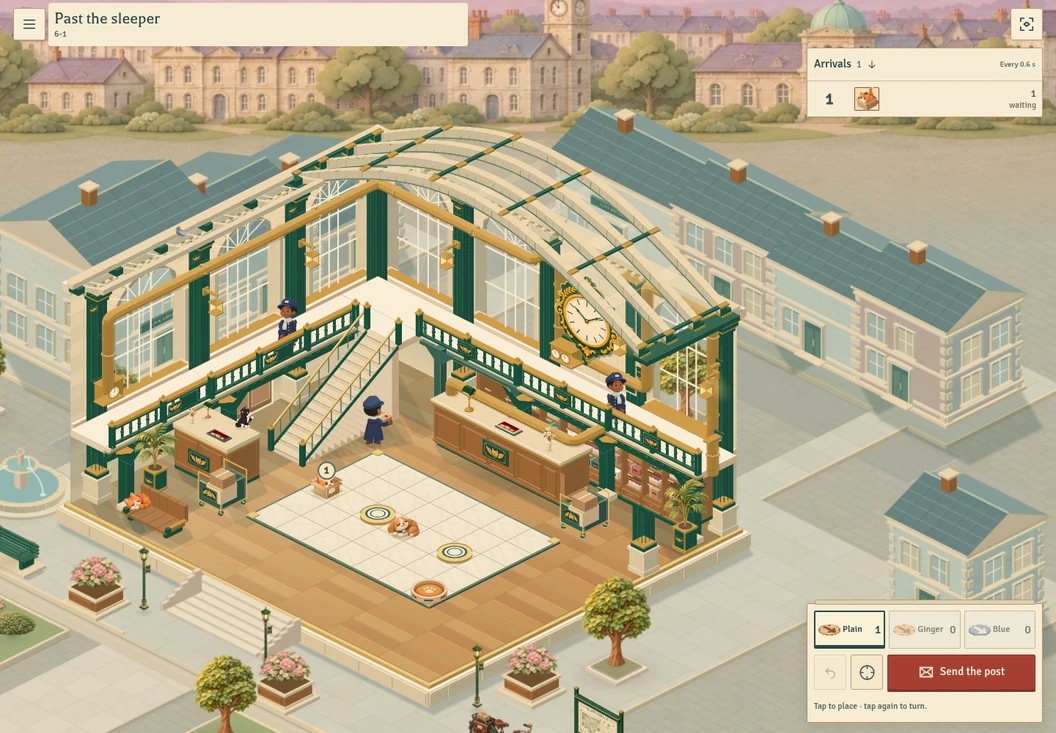 Past the sleeper
6-1
Arrivals 1 ↓ Every 0.6 s
1 1
waiting
1
Plain 1 Ginger 0 Blue 0
Send the post
Tap to place · tap again to turn.